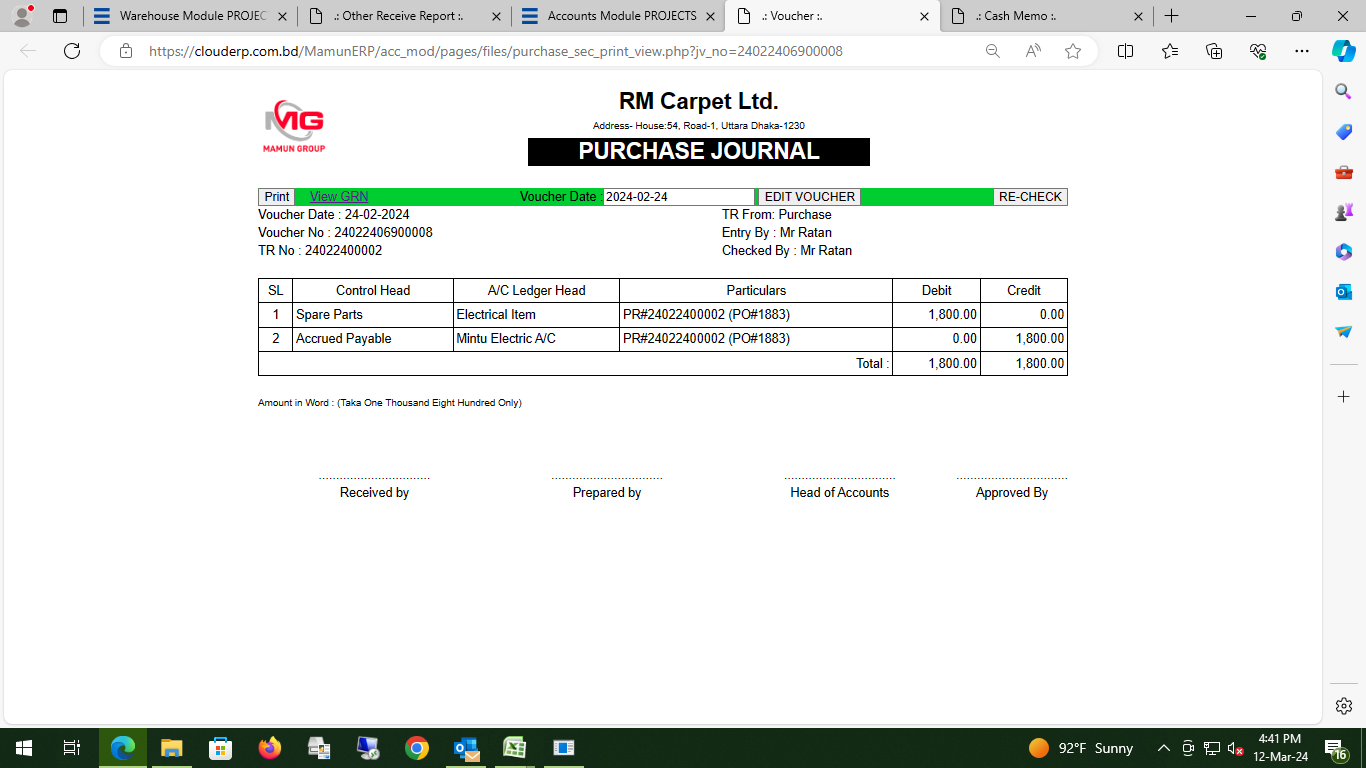 Warehouse Module PROJEC
.: Other Receive Report :.
Accounts Module PROJECTS
.: Voucher :.
.: Cash Memo :.
https://clouderp.com.bd/MamunERP/acc_mod/pages/files/purchase_sec_print_view.php?jv_no=24022406900008
MG
MAMUN GROUP
RM Carpet Ltd.
Address- House:54, Road-1, Uttara Dhaka-1230
PURCHASE JOURNAL
Print View GRN Voucher Date : 2024-02-24 EDIT VOUCHER RE-CHECK
Voucher Date : 24-02-2024 TR From: Purchase
Voucher No : 24022406900008 Entry By : Mr Ratan
TR No : 24022400002 Checked By : Mr Ratan
SL Control Head A/C Ledger Head Particulars Debit Credit
1 Spare Parts Electrical Item PR#24022400002 (PO#1883) 1,800.00 0.00
2 Accrued Payable Mintu Electric A/C PR#24022400002 (PO#1883) 0.00 1,800.00
Total : 1,800.00 1,800.00
Amount in Word : (Taka One Thousand Eight Hundred Only)
Received by Prepared by Head of Accounts Approved By
92°F Sunny
4:41 PM
12-Mar-24
16